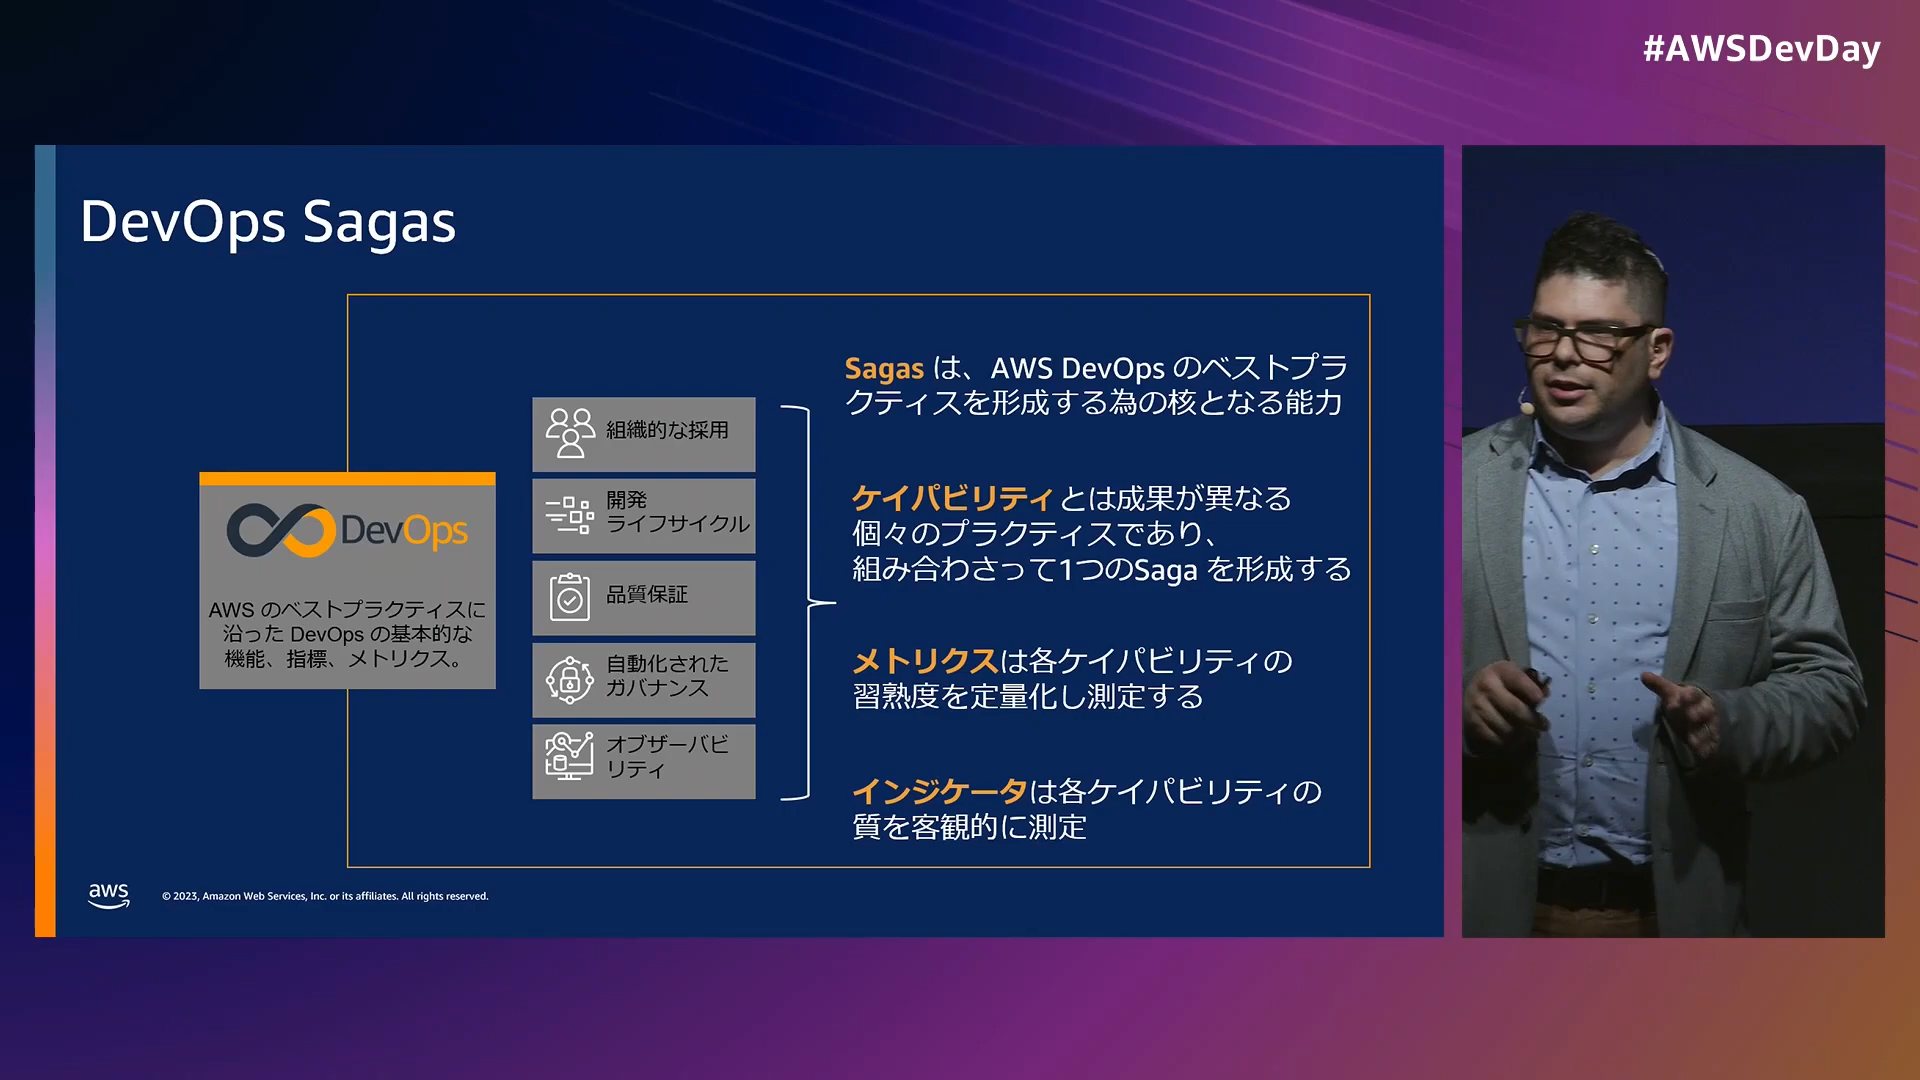 #AWSDevDay
DevOps Sagas
DevOps
AWS のベストプラクティスに
沿った DevOps の基本的な
機能、指標、メトリクス。
組織的な採用
開発
ライフサイクル
品質保証
自動化された
ガバナンス
オブザーバビ
リティ
Sagas は、AWS DevOps のベストプラ
クティスを形成する為の核となる能力
ケイパビリティとは成果が異なる
個々のプラクティスであり、
組み合わさって1つのSaga を形成する
メトリクスは各ケイパビリティの
習熟度を定量化し測定する
インジケータは各ケイパビリティの
質を客観的に測定
aws
© 2023, Amazon Web Services, Inc. or its affiliates. All rights reserved.